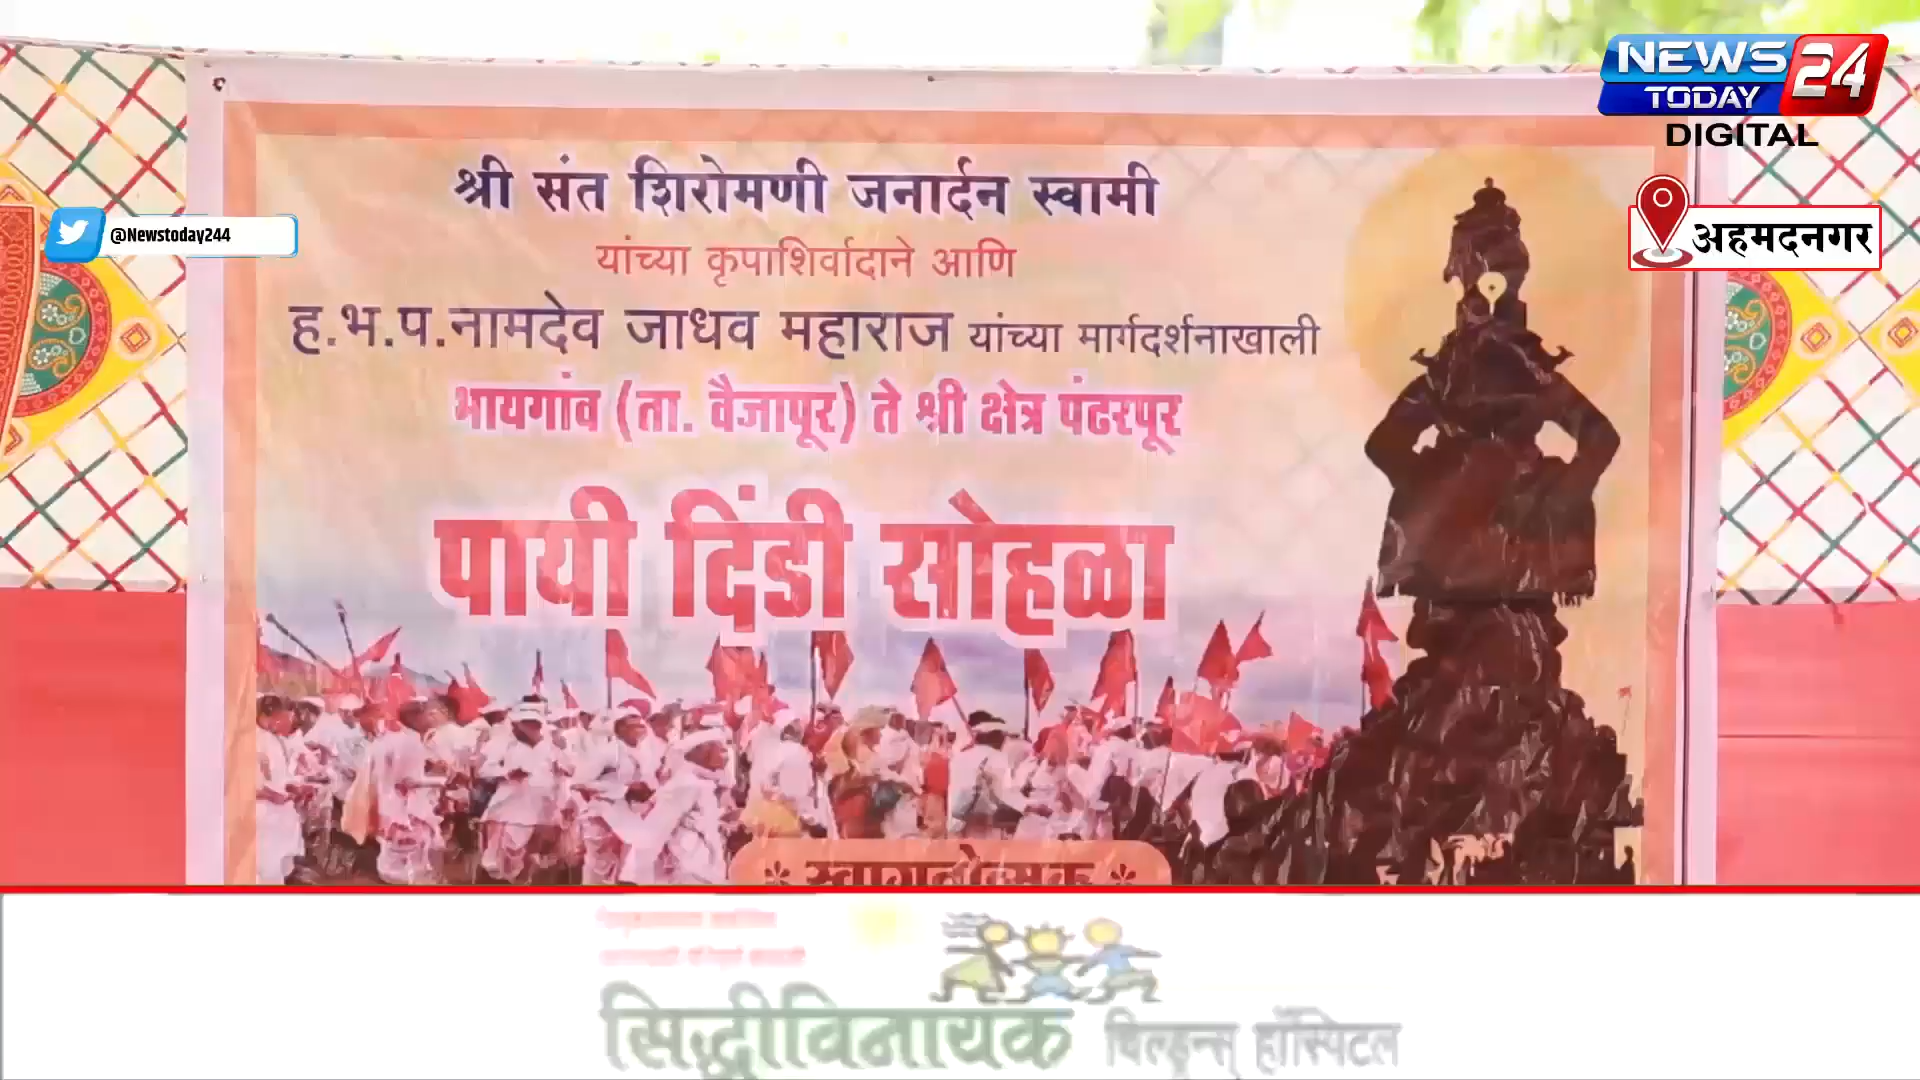 NEWS 24
TODAY
DIGITAL
@Newstoday244
अहमदनगर
श्री संत शिरोमणी जनार्दन स्वामी
यांच्या कृपाशिर्वादाने आणि
ह.भ.प.नामदेव जाधव महाराज यांच्या मार्गदर्शनाखाली
भायगांव (ता. वैजापूर) ते श्री क्षेत्र पंढरपूर
पायी दिंडी सोहळा
* स्वागतोत्सुक *
सिद्धीविनायक चिल्ड्रन्स् हॉस्पिटल